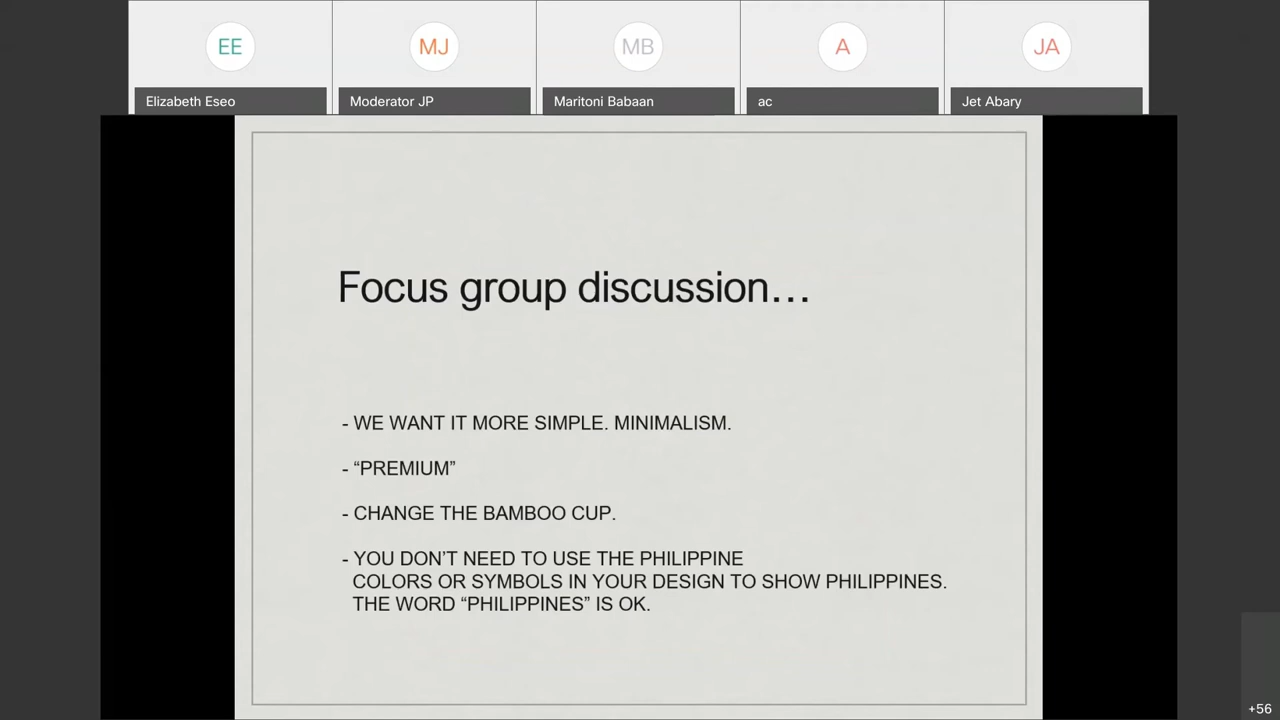 EE
MJ
MB
A
JA
Elizabeth Eseo
Moderator JP
Maritoni Babaan
ac
Jet Abary
Focus group discussion…
- WE WANT IT MORE SIMPLE. MINIMALISM.
- “PREMIUM”
- CHANGE THE BAMBOO CUP.
- YOU DON’T NEED TO USE THE PHILIPPINE
COLORS OR SYMBOLS IN YOUR DESIGN TO SHOW PHILIPPINES.
THE WORD “PHILIPPINES” IS OK.
+56